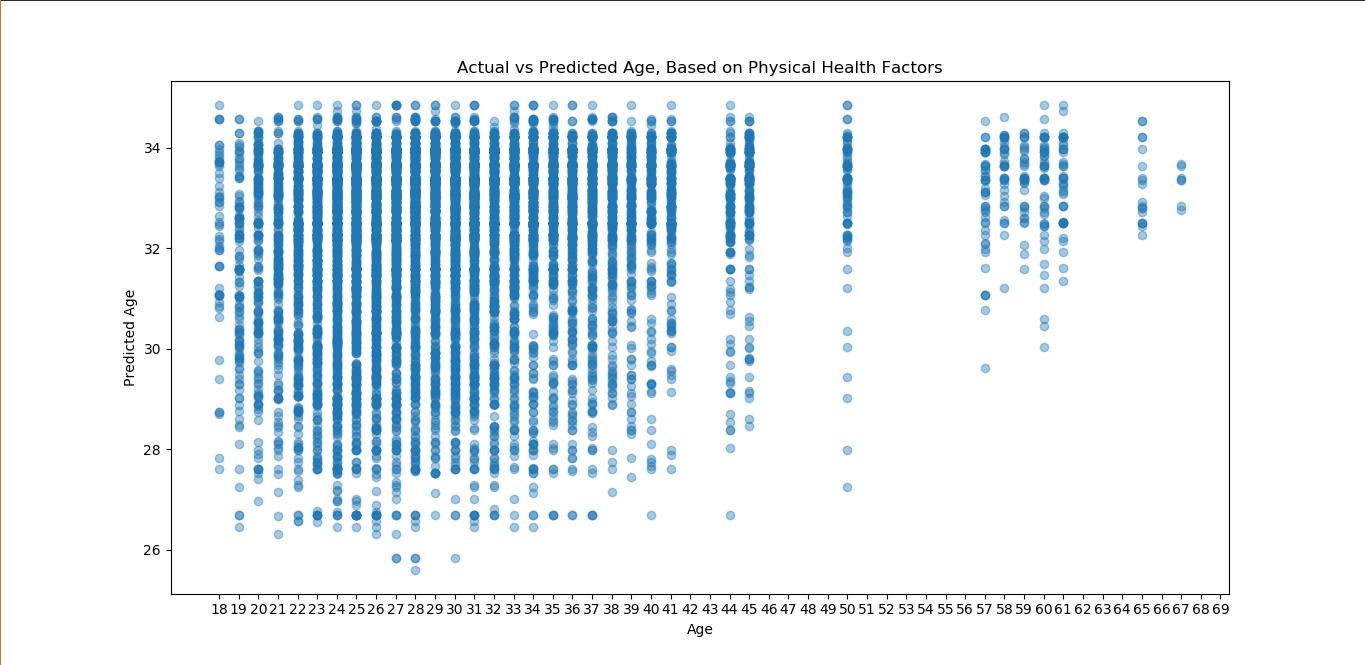 Actual vs Predicted Age, Based on Physical Health Factors
Predicted Age
34
32
30
28
26
18 19 20 21 22 23 24 25 26 27 28 29 30 31 32 33 34 35 36 37 38 39 40 41 42 43 44 45 46 47 48 49 50 51 52 53 54 55 56 57 58 59 60 61 62 63 64 65 66 67 68 69
Age